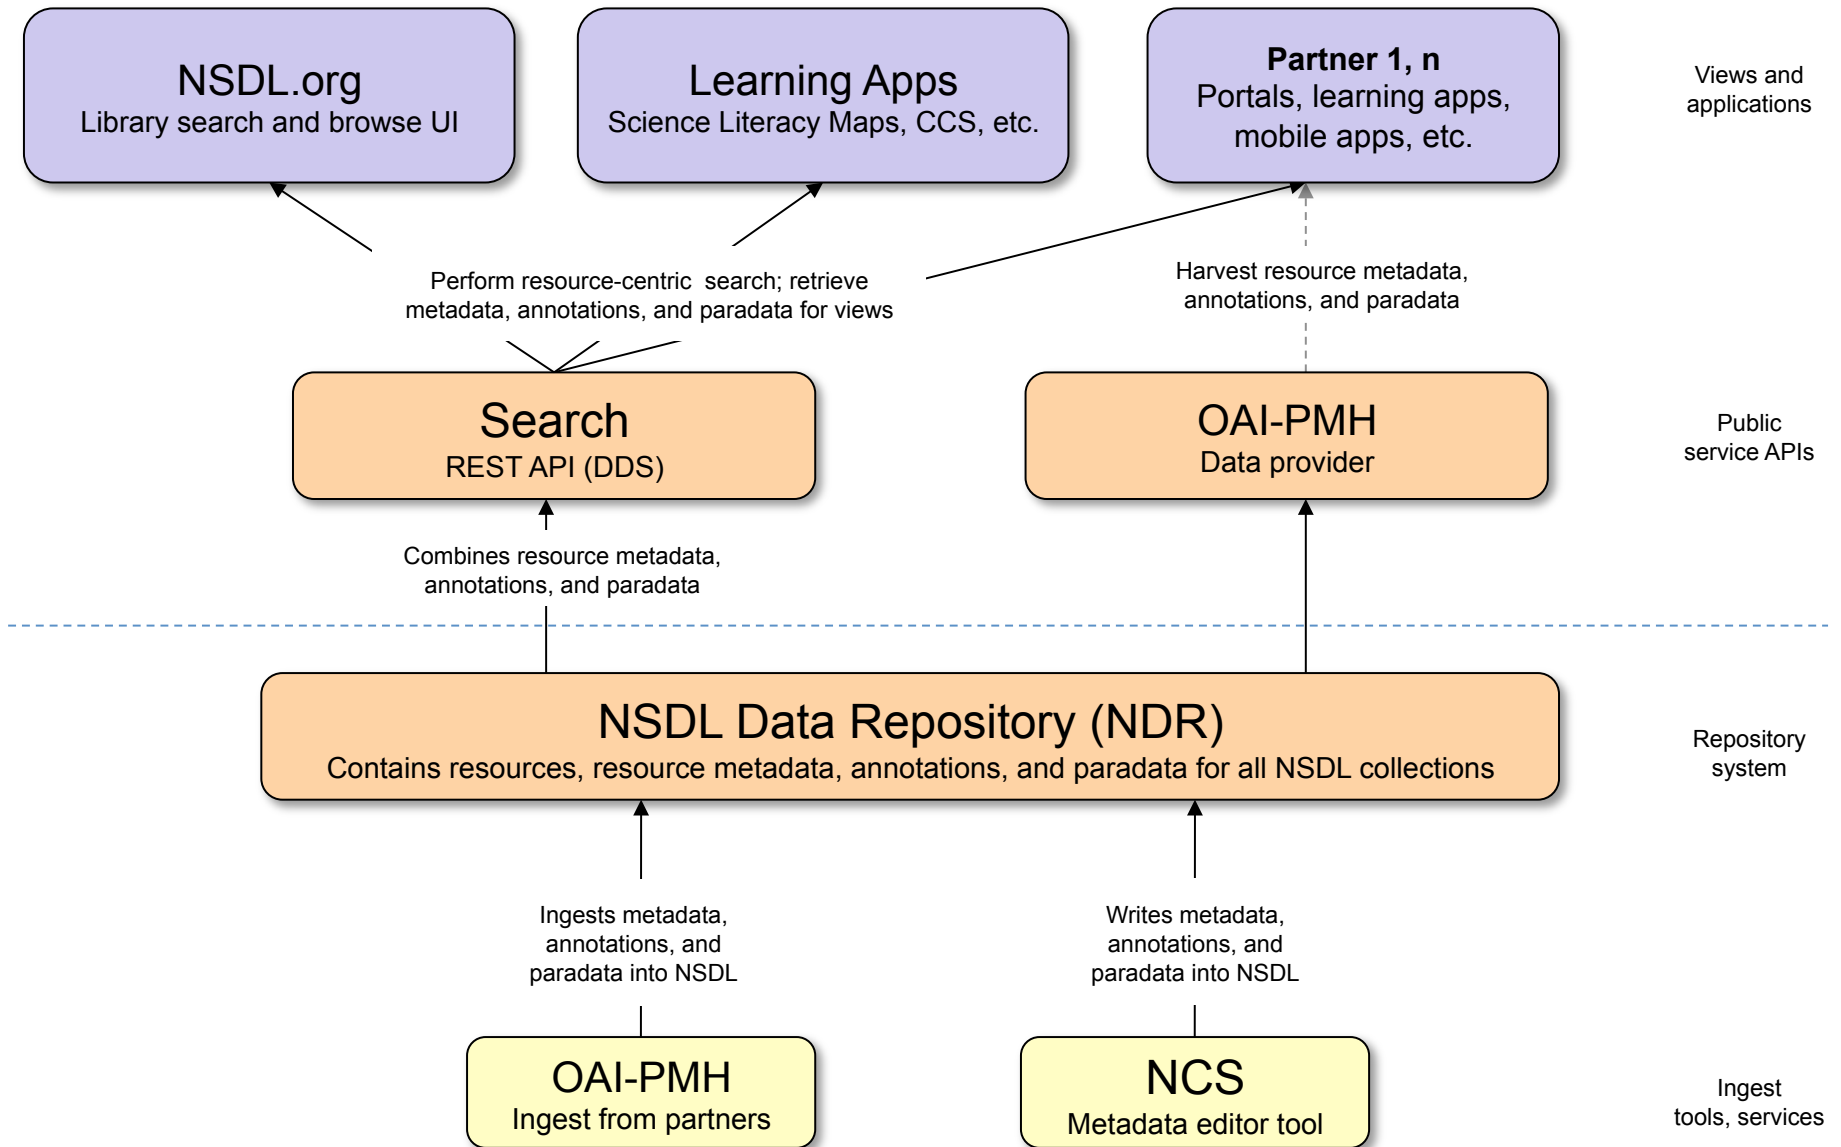 NSDL.org
Library search and browse UI
Learning Apps
Science Literacy Maps, CCS, etc.
Partner 1, n
Portals, learning apps,
mobile apps, etc.
Views and
applications
Perform resource-centric search; retrieve
metadata, annotations, and paradata for views
Harvest resource metadata,
annotations, and paradata
Search
REST API (DDS)
OAI-PMH
Data provider
Public
service APIs
Combines resource metadata,
annotations, and paradata
NSDL Data Repository (NDR)
Contains resources, resource metadata, annotations, and paradata for all NSDL collections
Repository
system
Ingests metadata,
annotations, and
paradata into NSDL
Writes metadata,
annotations, and
paradata into NSDL
OAI-PMH
Ingest from partners
NCS
Metadata editor tool
Ingest
tools, services